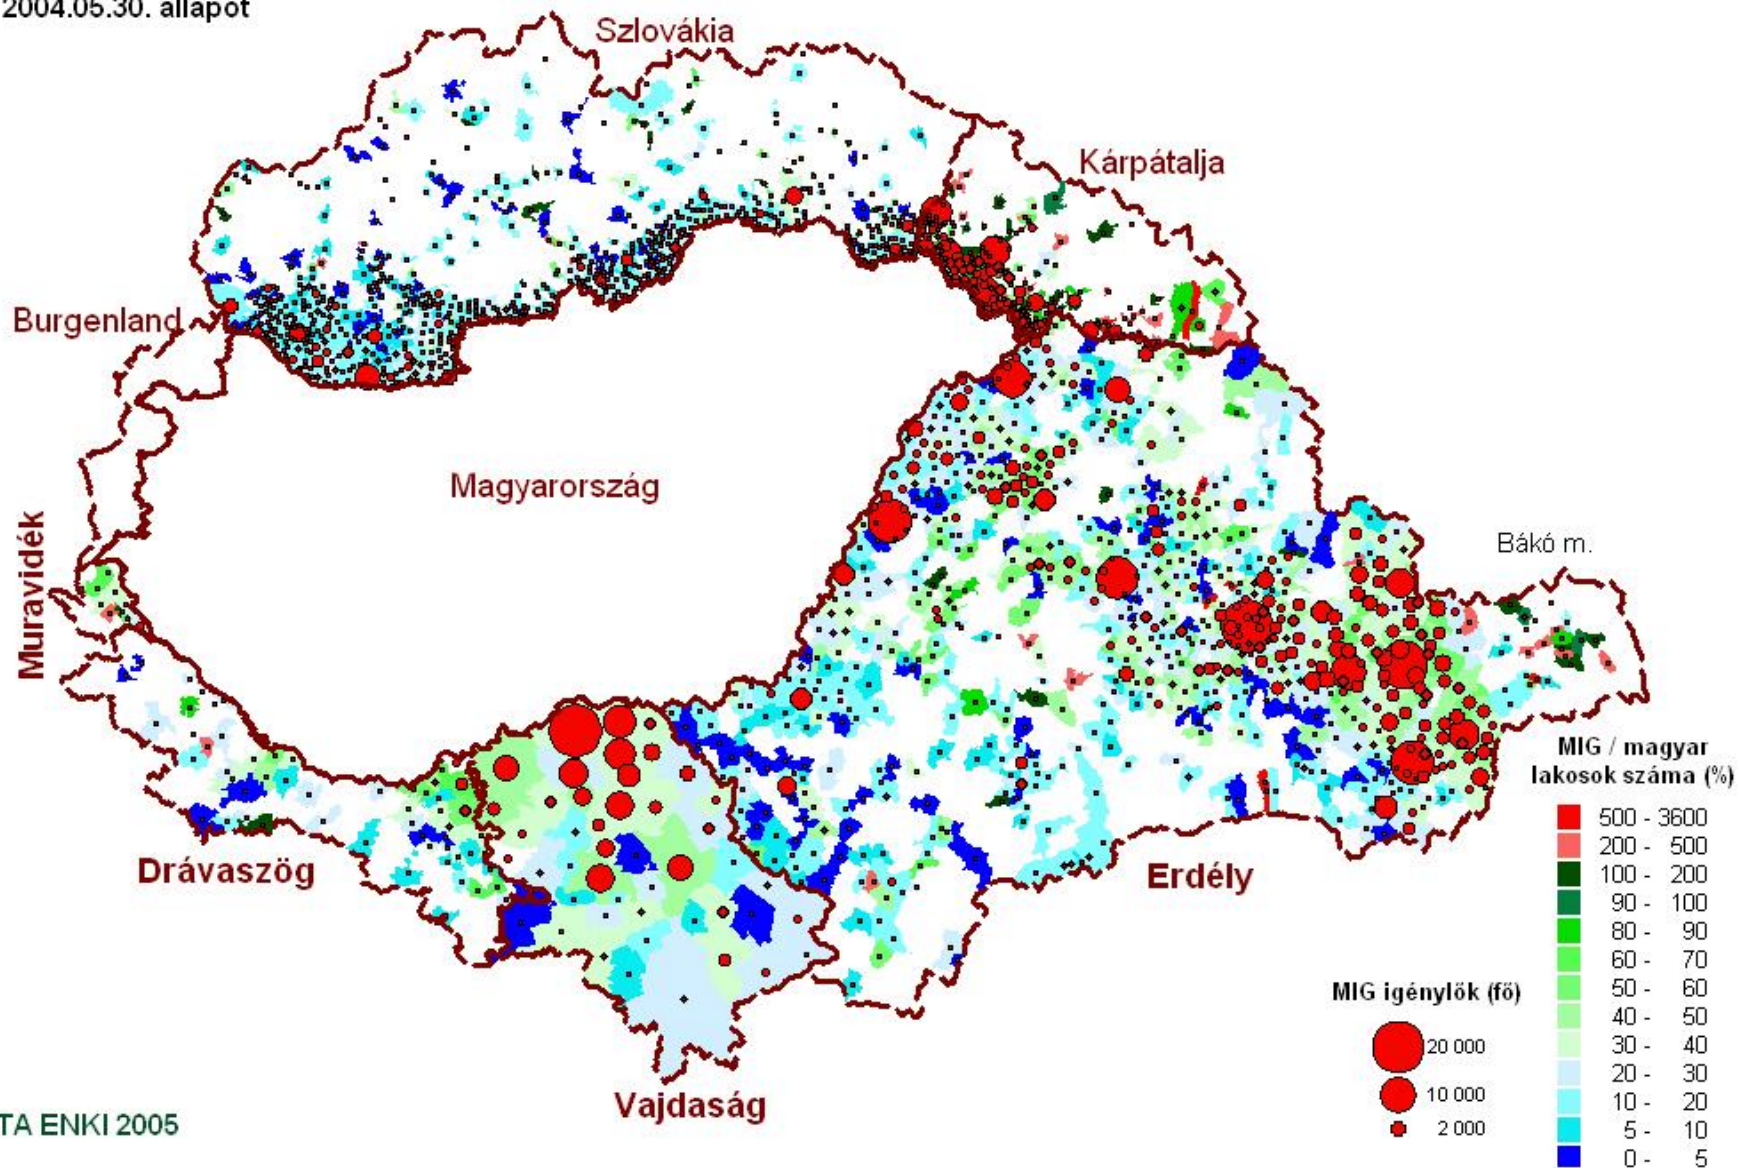 2004.05.30. állapot
Szlovákia
Kárpátalja
Burgenland
Magyarország
Muravidék
Bákó m.
MIG / magyar
lakosok száma (%)
500 - 3600
200 - 500
100 - 200
90 - 100
80 - 90
60 - 70
50 - 60
40 - 50
30 - 40
20 - 30
10 - 20
5 - 10
0 - 5
Drávaszög
Erdély
MIG igénylök (fö)
20 000
10 000
2 000
Vajdaság
TA ENKI 2005